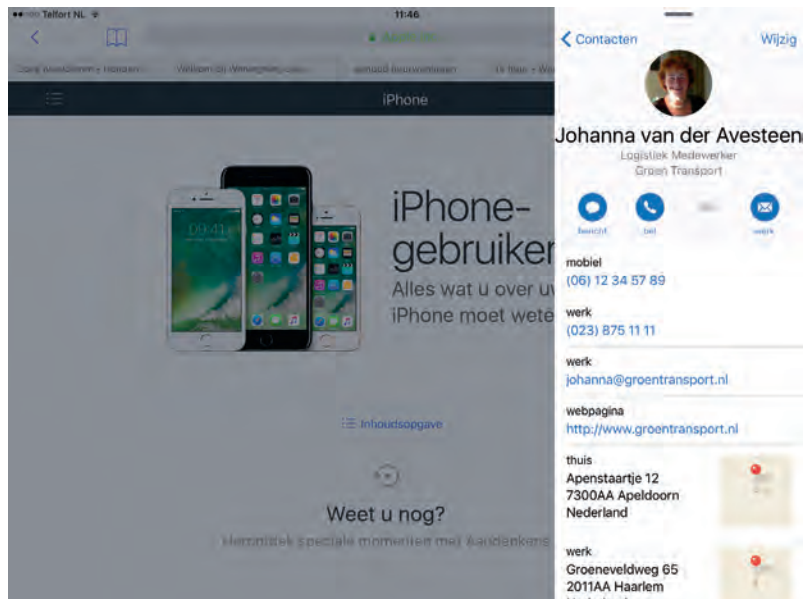 Telfort NL
11:46
iPhone
iPhone-
gebruiker
Alles wat u over uw
iPhone moet wete
09:41
Inhoudsopgave
Weet u nog?
Contacten
Wijzig
Johanna van der Avesteen
Logistiek Medewerker
Groen Transport
bericht
bel
werk
mobiel
(06) 12 34 57 89
werk
(023) 875 11 11
werk
johanna@groentransport.nl
webpagina
http://www.groentransport.nl
thuis
Apenstaartje 12
7300AA Apeldoorn
Nederland
werk
Groeneveldweg 65
2011AA Haarlem